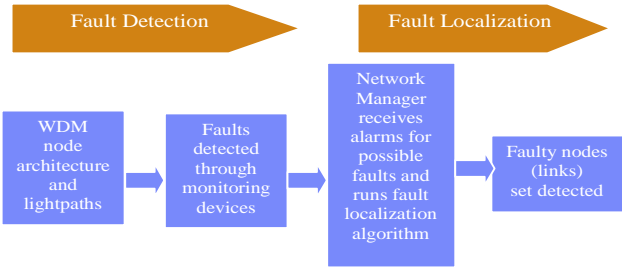 Fault Detection
Fault Localization
WDM
node
architecture
and
lightpaths
Faults
detected
through
monitoring
devices
Network
Manager
receives
alarms for
possible
faults and
runs fault
localization
algorithm
Faulty nodes
(links)
set detected